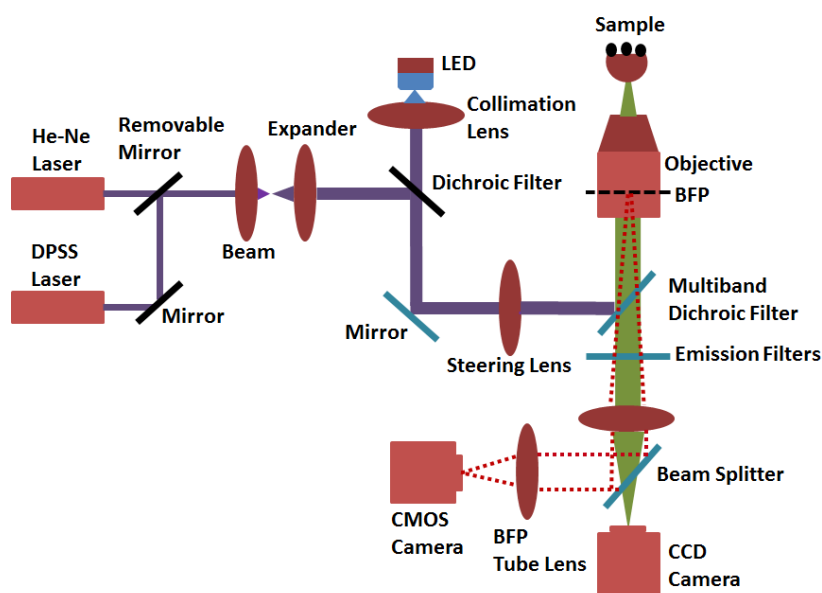 Sample
LED
Collimation
Lens
Removable
Mirror
Expander
He-Ne
Laser
Objective
Dichroic Filter
BFP
DPSS
Laser
Beam
Mirror
Multiband
Dichroic Filter
Mirror
Emission Filters
Steering Lens
Beam Splitter
CMOS
Camera
BFP
Tube Lens
CCD
Camera